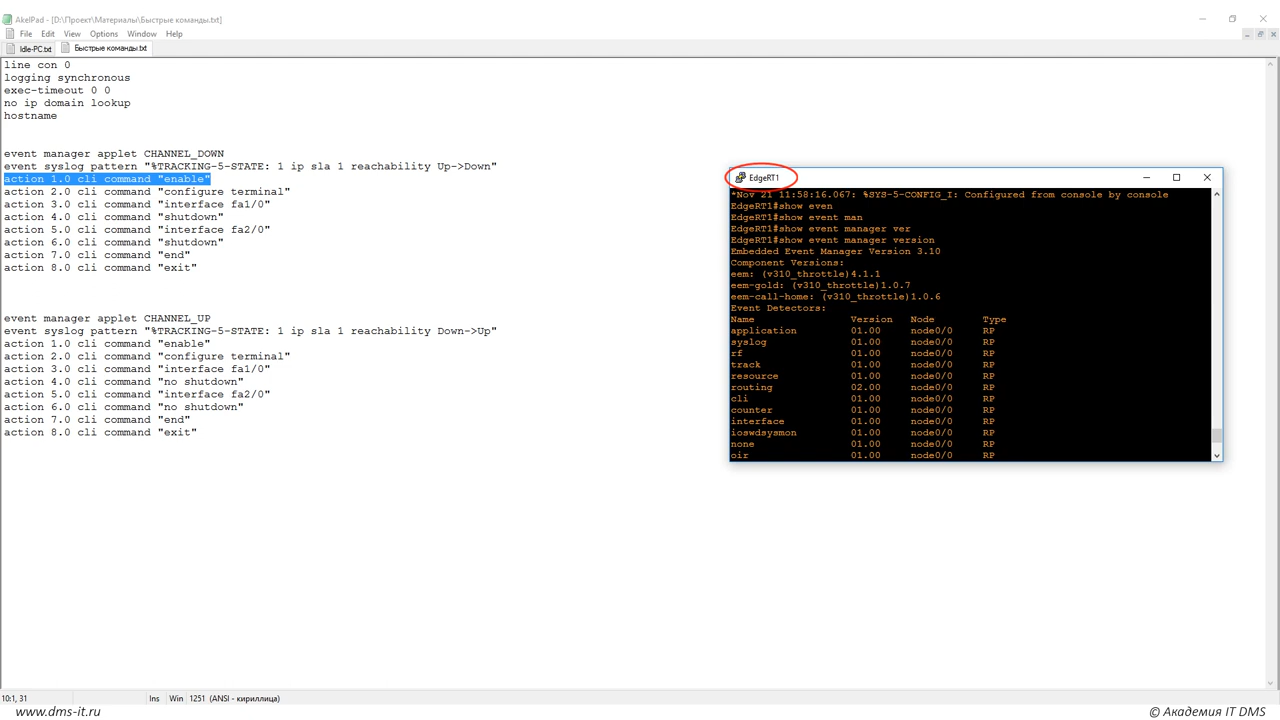 AkelPad - [D:\Проект\Материалы\Быстрые команды.txt]
File Edit View Options Window Help
Idle-PC.txt Быстрые команды.txt
line con 0
logging synchronous
exec-timeout 0 0
no ip domain lookup
hostname
event manager applet CHANNEL_DOWN
event syslog pattern "%TRACKING-5-STATE: 1 ip sla 1 reachability Up->Down"
action 1.0 cli command "enable"
action 2.0 cli command "configure terminal"
action 3.0 cli command "interface fa1/0"
action 4.0 cli command "shutdown"
action 5.0 cli command "interface fa2/0"
action 6.0 cli command "shutdown"
action 7.0 cli command "end"
action 8.0 cli command "exit"
event manager applet CHANNEL_UP
event syslog pattern "%TRACKING-5-STATE: 1 ip sla 1 reachability Down->Up"
action 1.0 cli command "enable"
action 2.0 cli command "configure terminal"
action 3.0 cli command "interface fa1/0"
action 4.0 cli command "no shutdown"
action 5.0 cli command "interface fa2/0"
action 6.0 cli command "no shutdown"
action 7.0 cli command "end"
action 8.0 cli command "exit"
EdgeRT1
*Nov 21 11:58:16.067: %SYS-5-CONFIG_I: Configured from console by console
EdgeRT1#show even
EdgeRT1#show event man
EdgeRT1#show event manager ver
EdgeRT1#show event manager version
Embedded Event Manager Version 3.10
Component Versions:
eem: (v310_throttle)4.1.1
eem-gold: (v310_throttle)1.0.7
eem-call-home: (v310_throttle)1.0.6
Event Detectors:
Name Version Node Type
application 01.00 node0/0 RP
syslog 01.00 node0/0 RP
rf 01.00 node0/0 RP
track 01.00 node0/0 RP
resource 01.00 node0/0 RP
routing 02.00 node0/0 RP
cli 01.00 node0/0 RP
counter 01.00 node0/0 RP
interface 01.00 node0/0 RP
ioswdsysmon 01.00 node0/0 RP
none 01.00 node0/0 RP
oir 01.00 node0/0 RP
10:1, 31 Ins Win 1251 (ANSI - кириллица)
www.dms-it.ru © Академия IT DMS